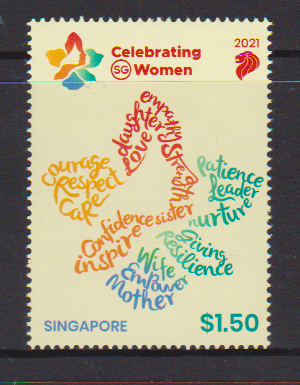 Celebrating
SG Women
2021
empathy
daughter
Love
Strength
Courage
Respect
Care
Patience
Leader
nurture
Confidence
sister
inspire
Giving
Resilience
Wife
Empower
Mother
SINGAPORE
$1.50